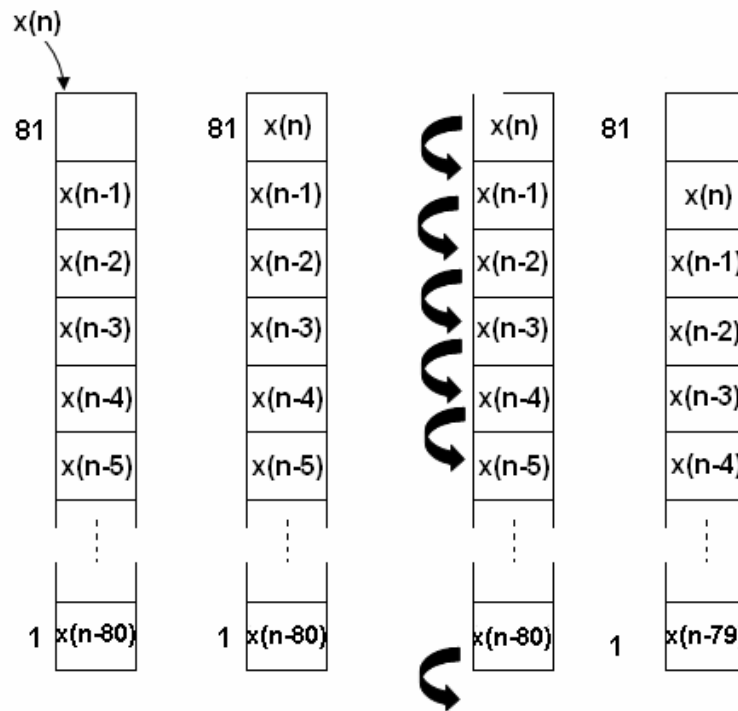 x(n)
81 81 x(n) x(n) 81
x(n-1) x(n-1) x(n-1) x(n)
x(n-2) x(n-2) x(n-2) x(n-1)
x(n-3) x(n-3) x(n-3) x(n-2)
x(n-4) x(n-4) x(n-4) x(n-3)
x(n-5) x(n-5) x(n-5) x(n-4)
1 x(n-80) 1 x(n-80) x(n-80) 1 x(n-79